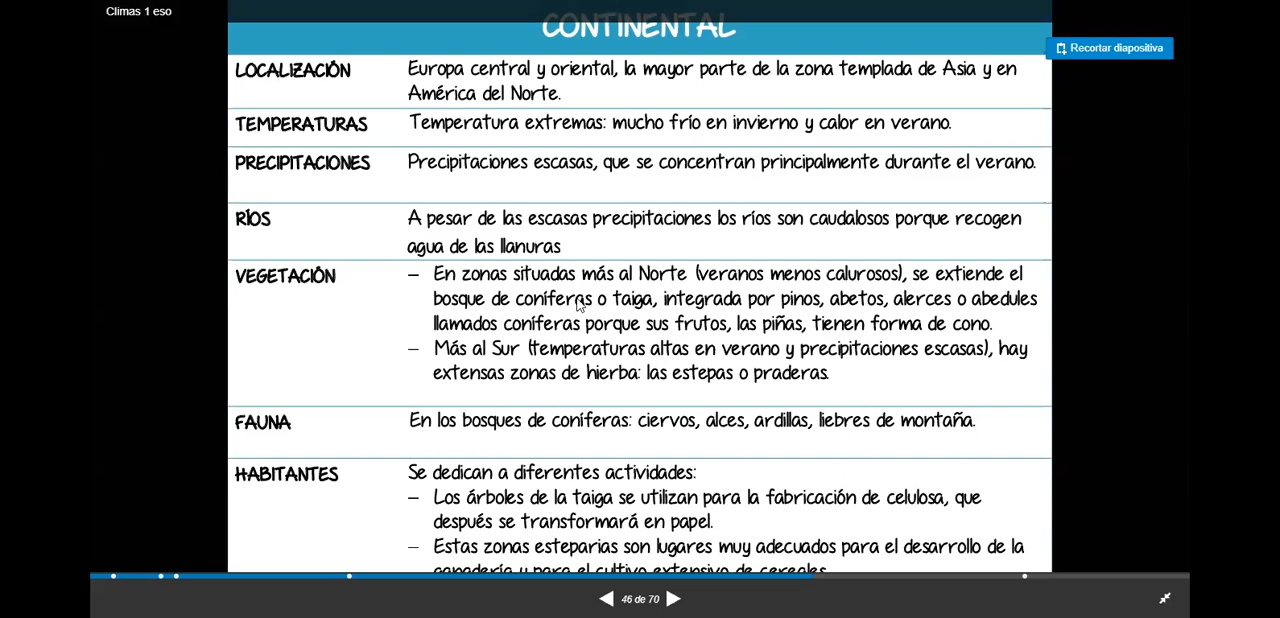 Climas 1 eso
CONTINENTAL
Recortar diapositiva
LOCALIZACIÓN
Europa central y oriental, la mayor parte de la zona templada de Asia y en
América del Norte.
TEMPERATURAS
Temperatura extremas: mucho frío en invierno y calor en verano.
PRECIPITACIONES
Precipitaciones escasas, que se concentran principalmente durante el verano.
RÍOS
A pesar de las escasas precipitaciones los ríos son caudalosos porque recogen
agua de las llanuras
VEGETACIÓN
– En zonas situadas más al Norte (veranos menos calurosos), se extiende el
bosque de coníferas o taiga, integrada por pinos, abetos, alerces o abedules
llamados coníferas porque sus frutos, las piñas, tienen forma de cono.
– Más al Sur (temperaturas altas en verano y precipitaciones escasas), hay
extensas zonas de hierba: las estepas o praderas.
FAUNA
En los bosques de coníferas: ciervos, alces, ardillas, liebres de montaña.
HABITANTES
Se dedican a diferentes actividades:
– Los árboles de la taiga se utilizan para la fabricación de celulosa, que
después se transformará en papel.
– Estas zonas esteparias son lugares muy adecuados para el desarrollo de la
ganadería y para el cultivo extensivo de cereales
46 de 70